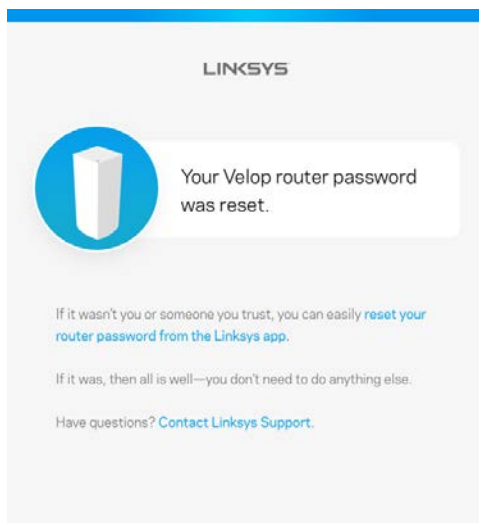 LINKSYS
Your Velop router password
was reset.
If it wasn't you or someone you trust, you can easily reset your
router password from the Linksys app.
If it was, then all is well—you don't need to do anything else.
Have questions? Contact Linksys Support.